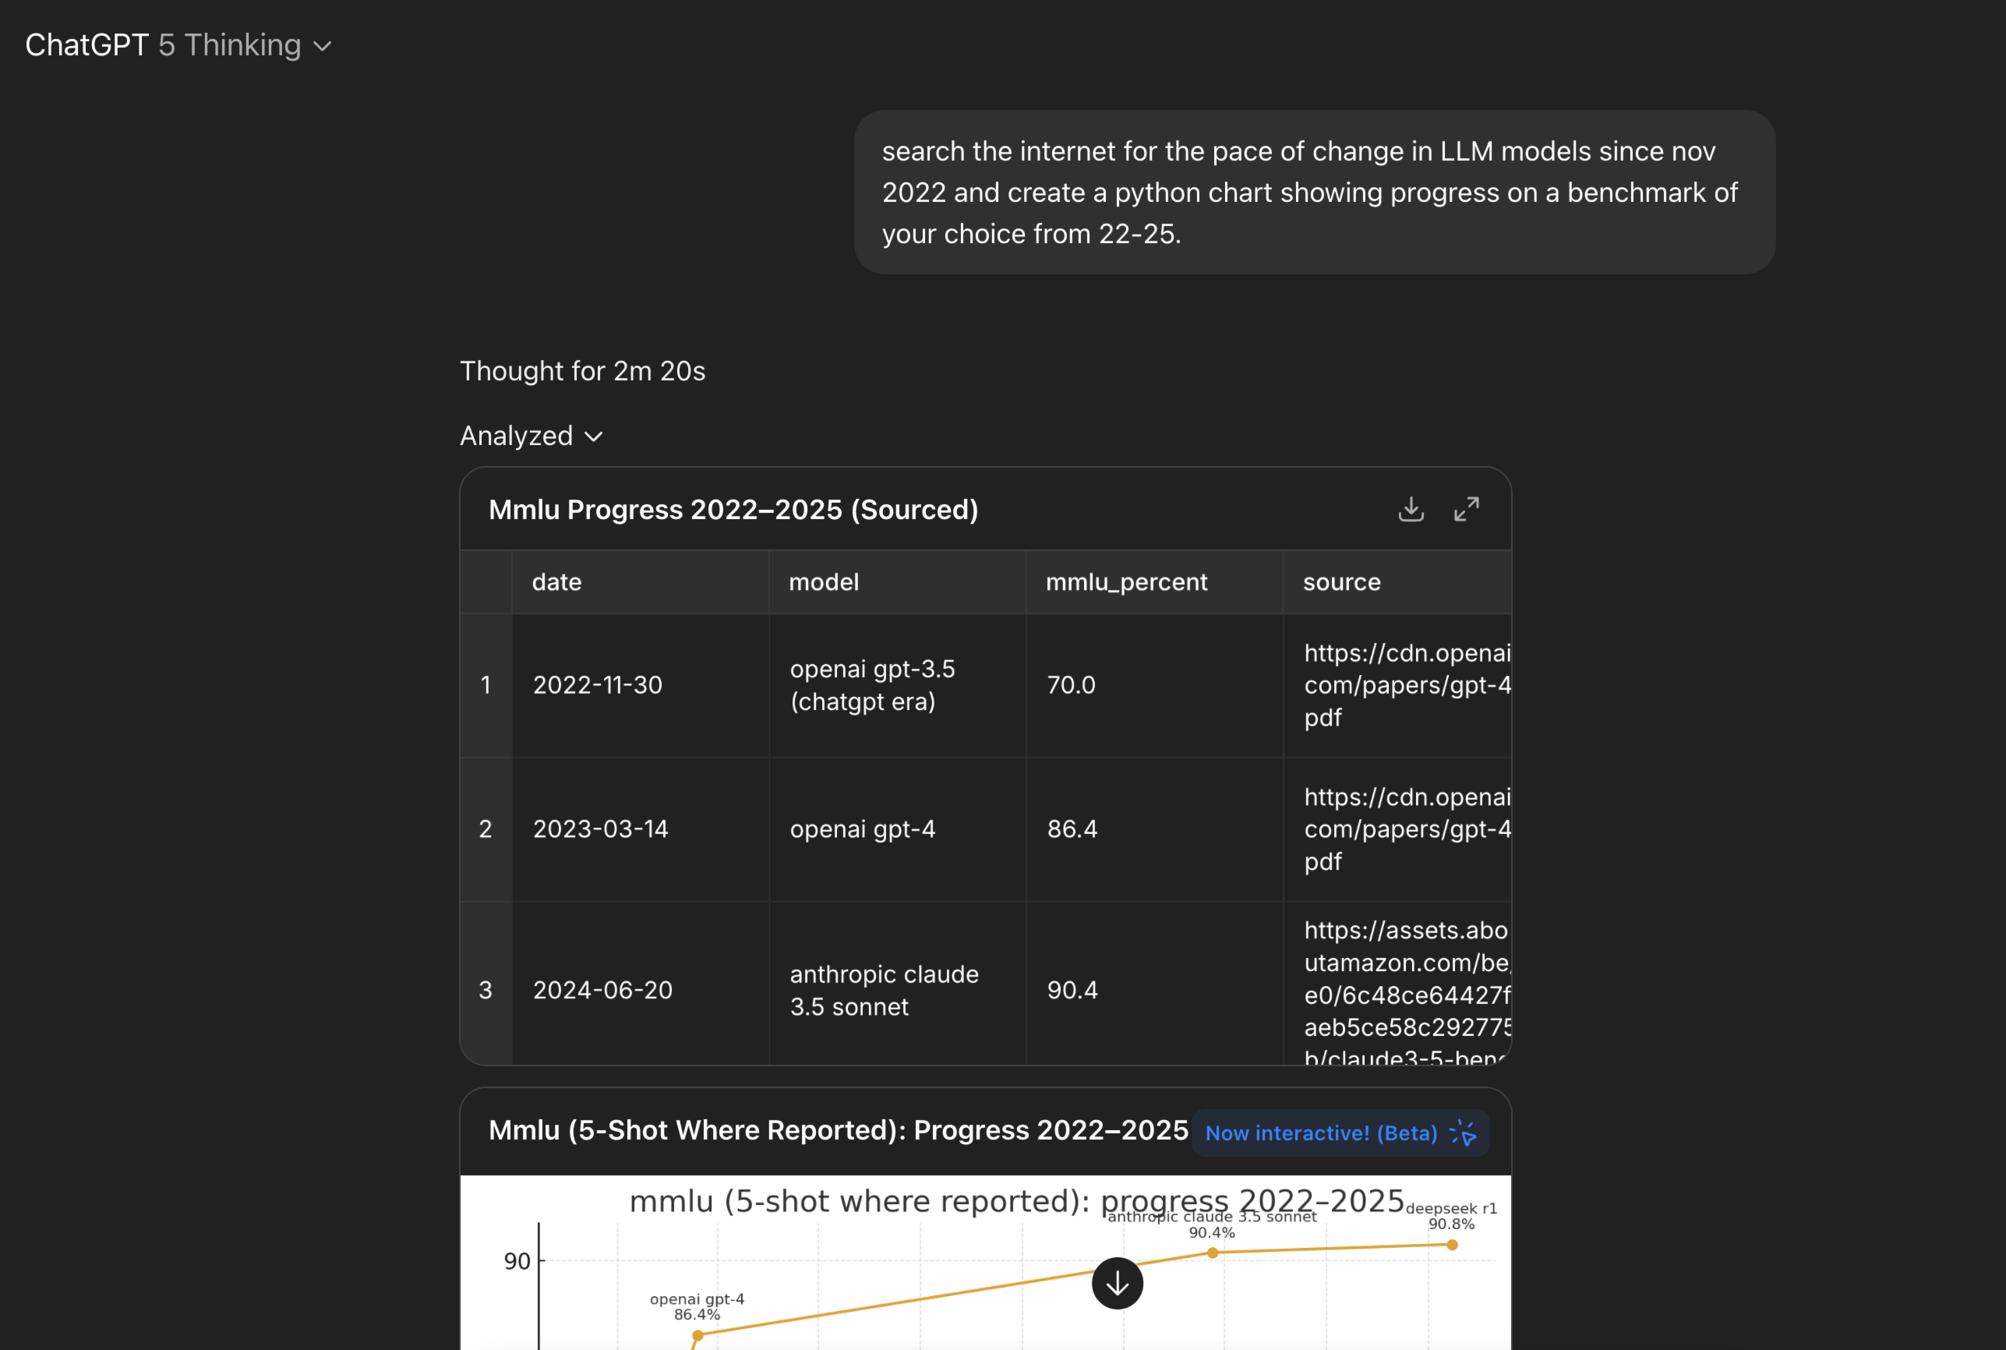 ChatGPT 5 Thinking
search the internet for the pace of change in LLM models since nov
2022 and create a python chart showing progress on a benchmark of
your choice from 22-25.
Thought for 2m 20s
Analyzed
Mmlu Progress 2022–2025 (Sourced)
date model mmlu_percent source
1 2022-11-30 openai gpt-3.5 (chatgpt era) 70.0 https://cdn.openai
com/papers/gpt-4
pdf
2 2023-03-14 openai gpt-4 86.4 https://cdn.openai
com/papers/gpt-4
pdf
3 2024-06-20 anthropic claude 3.5 sonnet 90.4 https://assets.abo
utamazon.com/be/
e0/6c48ce64427f
aeb5ce58c292775
b/claude3-5-benc
Mmlu (5-Shot Where Reported): Progress 2022–2025
Now interactive! (Beta)
mmlu (5-shot where reported): progress 2022–2025
deepseek r1
90.8%
anthropic claude 3.5 sonnet
90.4%
90
openai gpt-4
86.4%